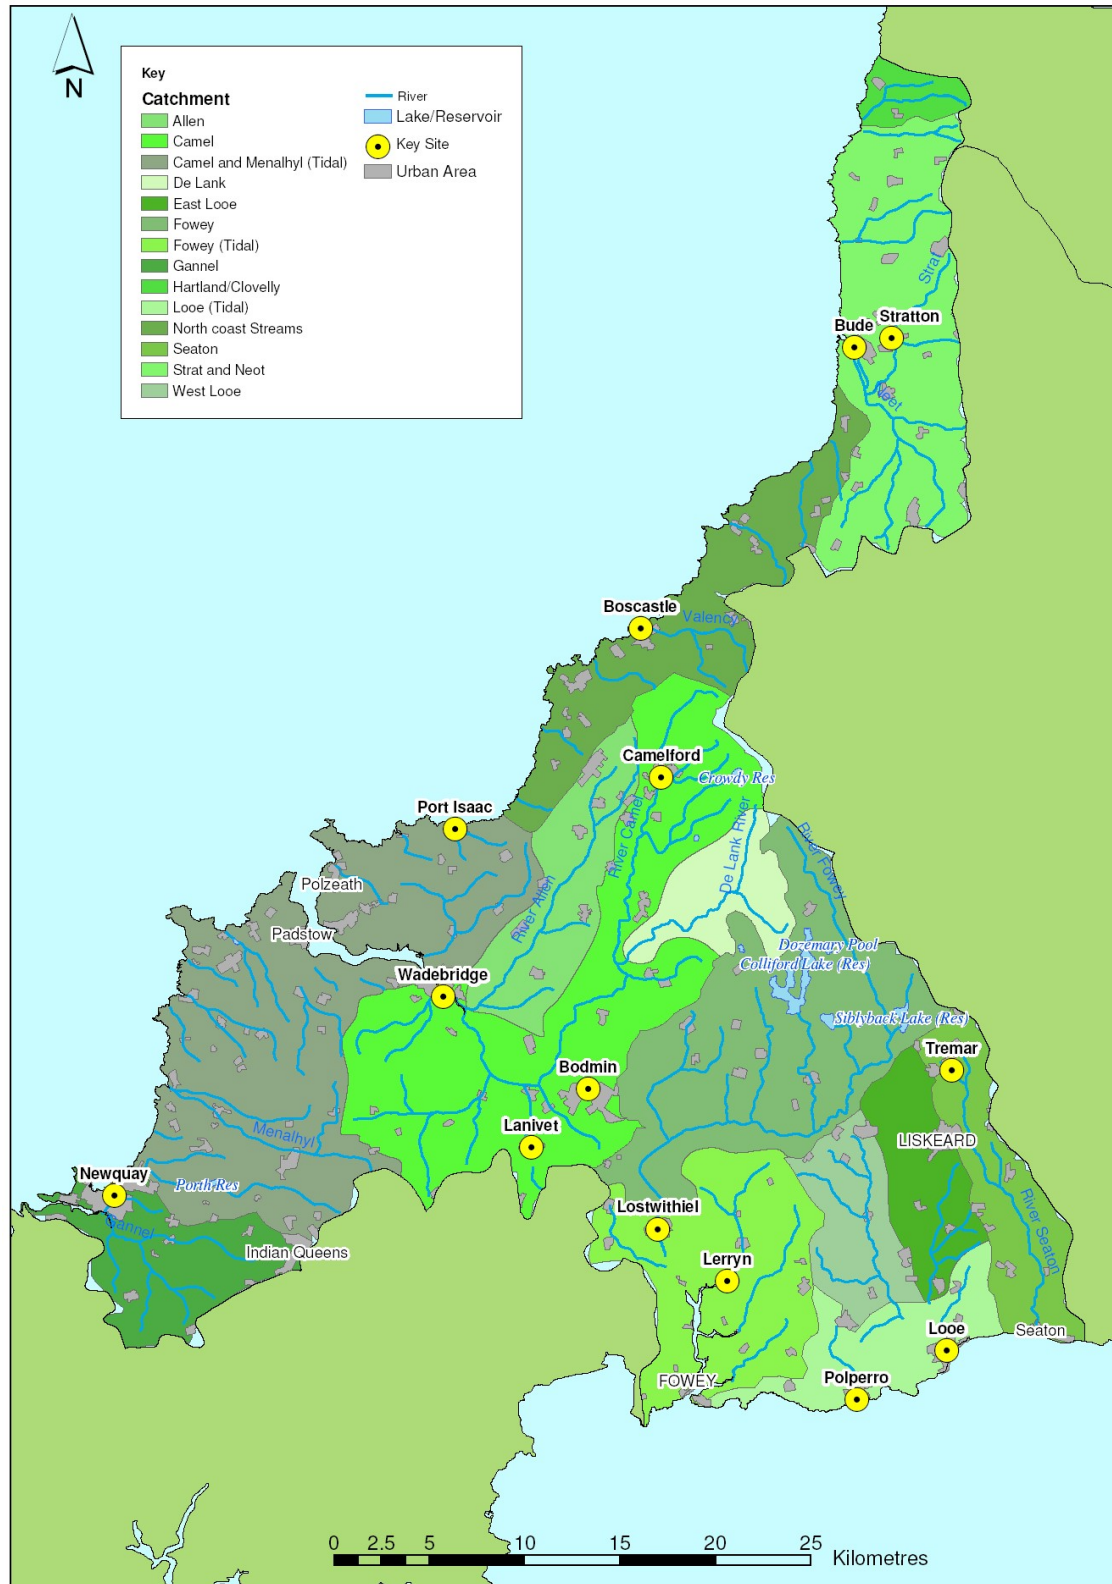 N
Key
Catchment
Allen
Camel
Camel and Menalhyl (Tidal)
De Lank
East Looe
Fowey
Fowey (Tidal)
Gannel
Hartland/Clovelly
Looe (Tidal)
North coast Streams
Seaton
Strat and Neot
West Looe
River
Lake/Reservoir
Key Site
Urban Area
Strat
Bude
Stratton
Neet
Boscastle
Valency
Camelford
Crowdy Res
Port Isaac
River Camel
De Lank River
River Fowey
Polzeath
River Allen
Padstow
Dozemary Pool
Colliford Lake (Res)
Wadebridge
Siblyback Lake (Res)
Tremar
Bodmin
Lanivet
Menalhyl
LISKEARD
Newquay
Porth Res
Gannel
Indian Queens
Lostwithiel
River Seaton
Lerryn
Looe
Seaton
FOWEY
Polperro
0 2.5 5 10 15 20 25
Kilometres